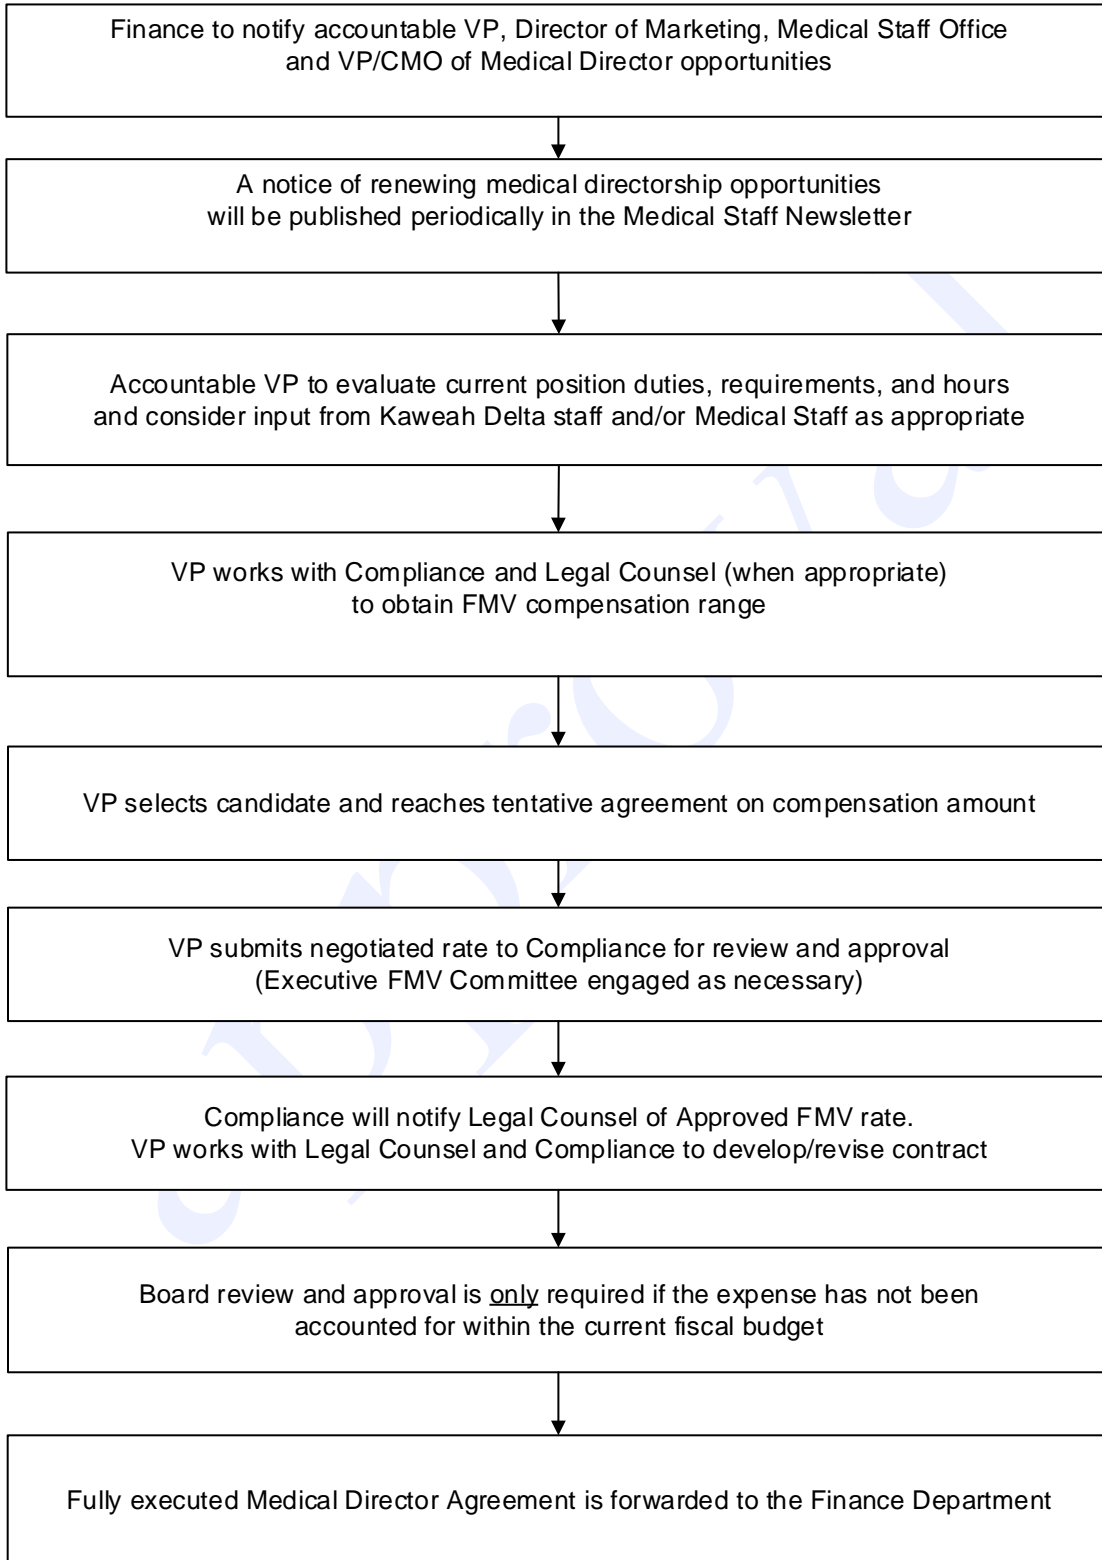 Finance to notify accountable VP, Director of Marketing, Medical Staff Office
and VP/CMO of Medical Director opportunities
A notice of renewing medical directorship opportunities
will be published periodically in the Medical Staff Newsletter
Accountable VP to evaluate current position duties, requirements, and hours
and consider input from Kaweah Delta staff and/or Medical Staff as appropriate
VP works with Compliance and Legal Counsel (when appropriate)
to obtain FMV compensation range
VP selects candidate and reaches tentative agreement on compensation amount
VP submits negotiated rate to Compliance for review and approval
(Executive FMV Committee engaged as necessary)
Compliance will notify Legal Counsel of Approved FMV rate.
VP works with Legal Counsel and Compliance to develop/revise contract
Board review and approval is only required if the expense has not been
accounted for within the current fiscal budget
Fully executed Medical Director Agreement is forwarded to the Finance Department